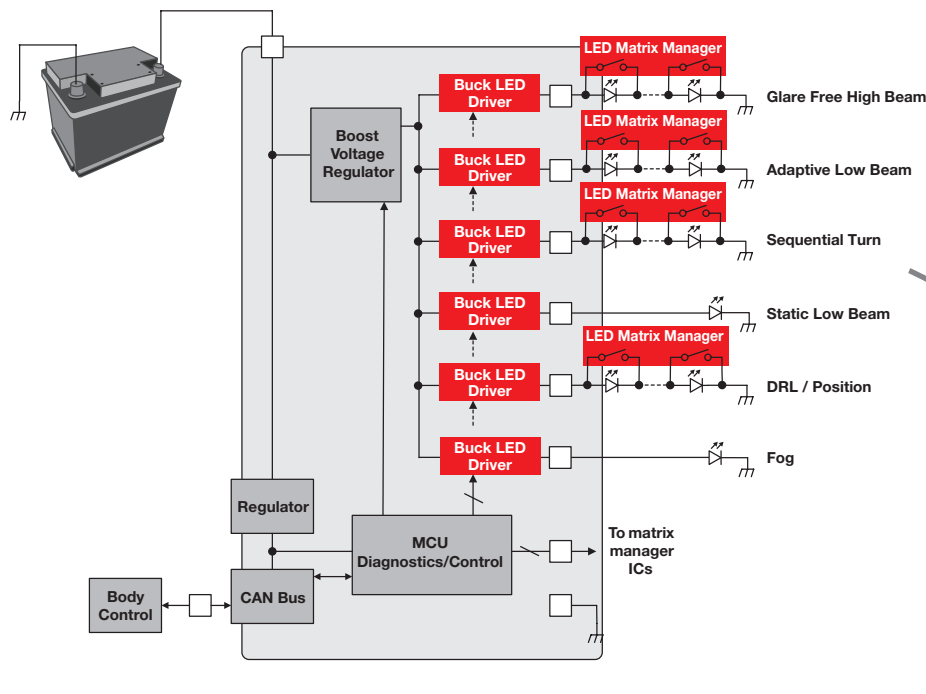 LED Matrix Manager
Buck LED
Driver
Glare Free High Beam
LED Matrix Manager
Boost
Voltage
Regulator
Buck LED
Driver
Adaptive Low Beam
LED Matrix Manager
Buck LED
Driver
Sequential Turn
Buck LED
Driver
Static Low Beam
LED Matrix Manager
Buck LED
Driver
DRL / Position
Buck LED
Driver
Fog
Regulator
MCU
Diagnostics/Control
To matrix
manager
ICs
Body
Control
CAN Bus